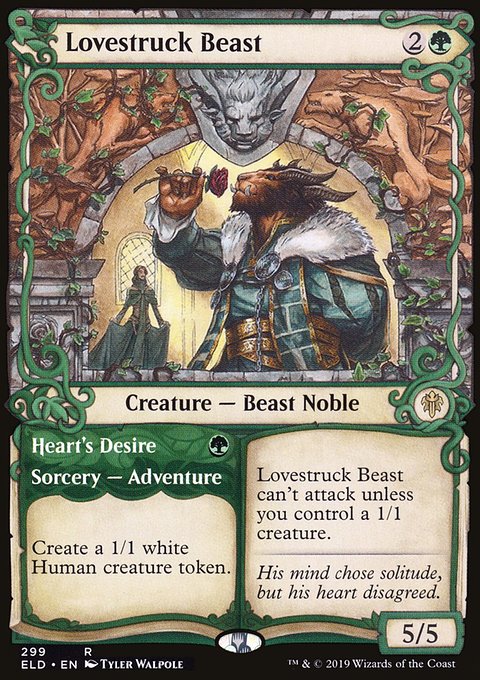 Lovestruck Beast 2
Creature — Beast Noble
Heart's Desire
Sorcery — Adventure
Create a 1/1 white
Human creature token.
Lovestruck Beast
can't attack unless
you control a 1/1
creature.
His mind chose solitude,
but his heart disagreed.
5/5
299 R
ELD • EN TYLER WALPOLE
™ & © 2019 Wizards of the Coast